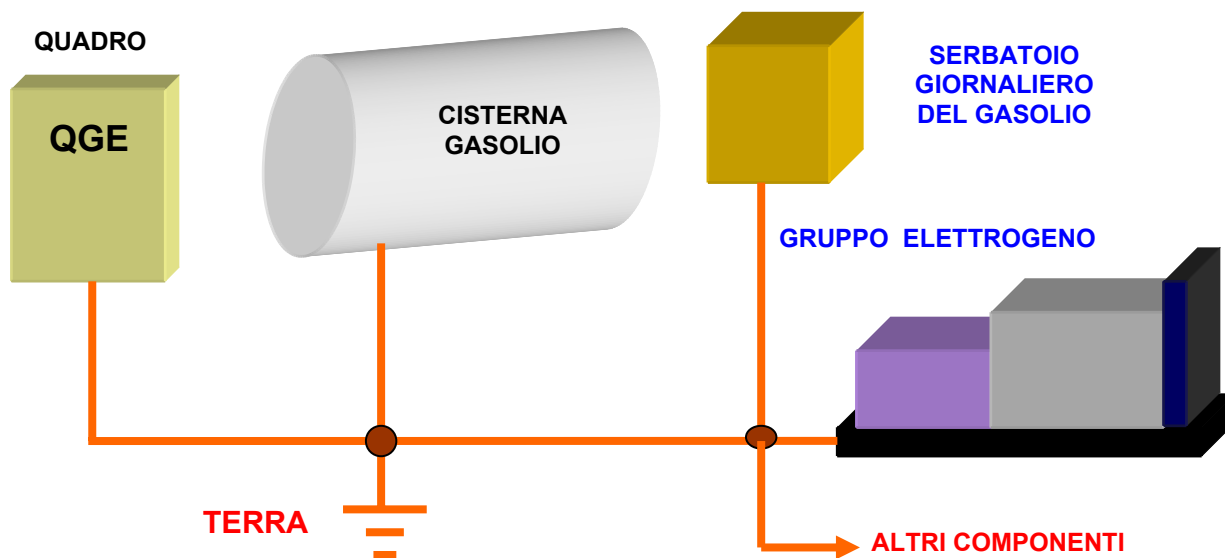 QUADRO
QGE
CISTERNA
GASOLIO
SERBATOIO
GIORNALIERO
DEL GASOLIO
GRUPPO ELETTROGENO
TERRA
ALTRI COMPONENTI